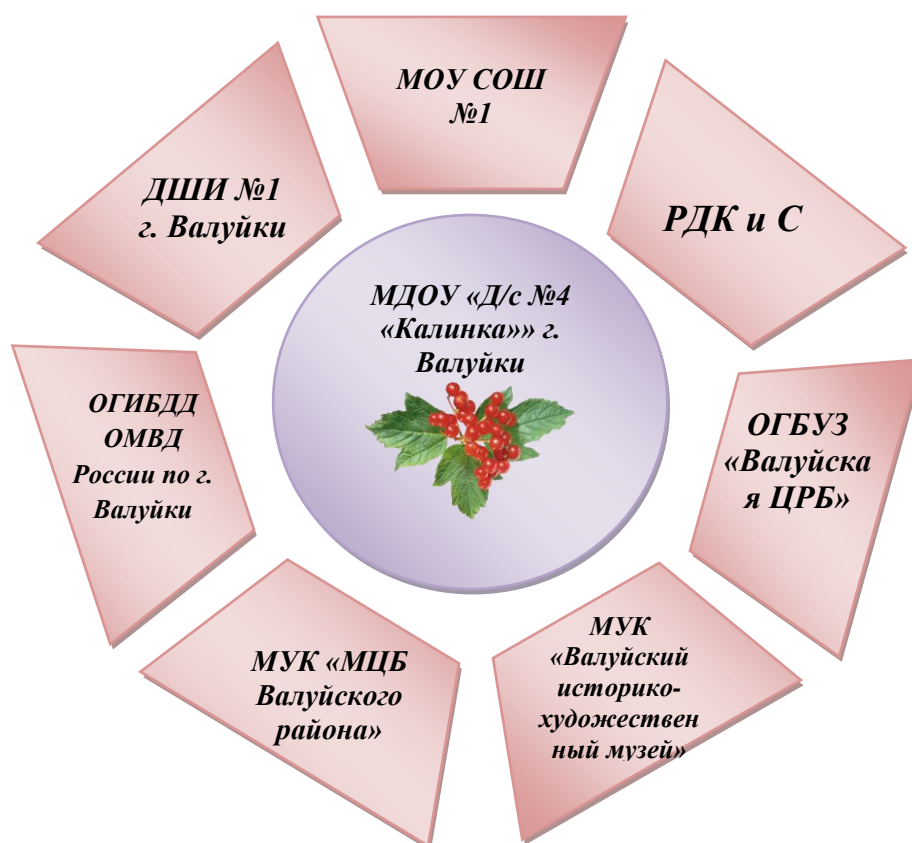 МОУ СОШ
№1
ДШИ №1
г. Валуйки
РДК и С
МДОУ «Д/с №4
«Калинка»» г.
Валуйки
ОГИБДД
ОМВД
России по г.
Валуйки
ОГБУЗ
«Валуйска
я ЦРБ»
МУК «МЦБ
Валуйского
района»
МУК
«Валуйский
историко-
художествен
ный музей»